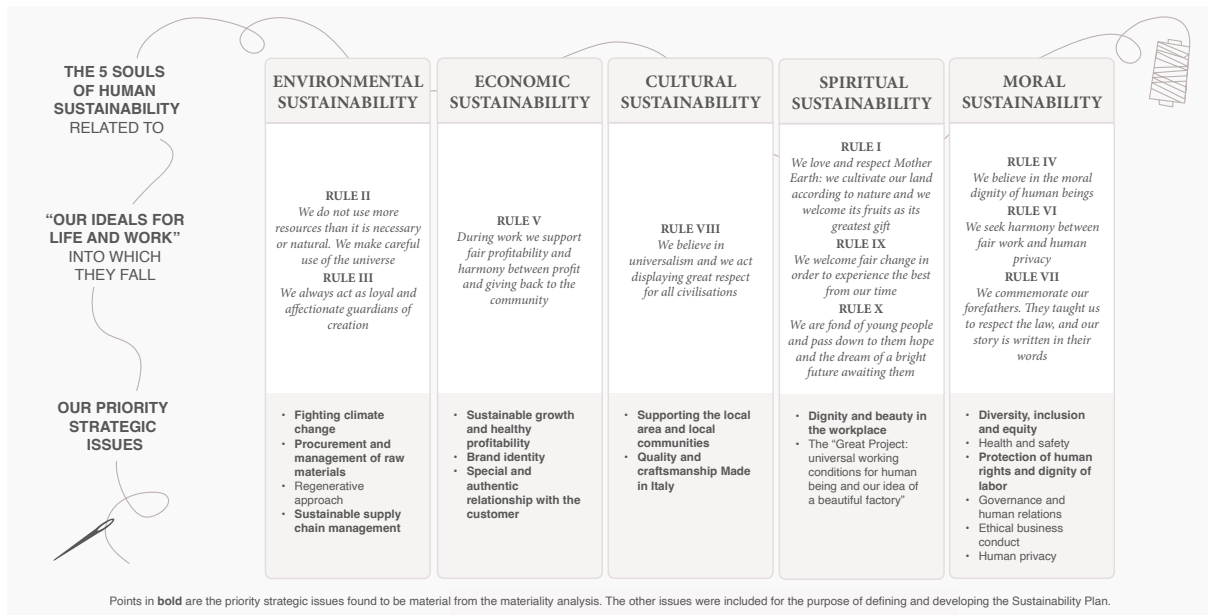 THE 5 SOULS
OF HUMAN
SUSTAINABILITY
RELATED TO
“OUR IDEALS FOR
LIFE AND WORK”
INTO WHICH
THEY FALL
OUR PRIORITY
STRATEGIC
ISSUES
ENVIRONMENTAL
SUSTAINABILITY
RULE II
We do not use more
resources than it is necessary
or natural. We make careful
use of the universe
RULE III
We always act as loyal and
affectionate guardians of
creation
• Fighting climate
change
• Procurement and
management of raw
materials
• Regenerative
approach
• Sustainable supply
chain management
ECONOMIC
SUSTAINABILITY
RULE V
During work we support
fair profitability and
harmony between profit
and giving back to the
community
• Sustainable growth
and healthy
profitability
• Brand identity
• Special and
authentic
relationship with the
customer
CULTURAL
SUSTAINABILITY
RULE VIII
We believe in
universalism and we act
displaying great respect
for all civilisations
• Supporting the local
area and local
communities
• Quality and
craftsmanship Made
in Italy
SPIRITUAL
SUSTAINABILITY
RULE I
We love and respect Mother
Earth: we cultivate our land
according to nature and we
welcome its fruits as its
greatest gift
RULE IX
We welcome fair change in
order to experience the best
from our time
RULE X
We are fond of young people
and pass down to them hope
and the dream of a bright
future awaiting them
• Dignity and beauty in
the workplace
• The “Great Project:
universal working
conditions for human
being and our idea of
a beautiful factory”
MORAL
SUSTAINABILITY
RULE IV
We believe in the moral
dignity of human beings
RULE VI
We seek harmony between
fair work and human
privacy
RULE VII
We commemorate our
forefathers. They taught us
to respect the law, and our
story is written in their
words
• Diversity, inclusion
and equity
• Health and safety
• Protection of human
rights and dignity of
labor
• Governance and
human relations
• Ethical business
conduct
• Human privacy
Points in bold are the priority strategic issues found to be material from the materiality analysis. The other issues were included for the purpose of defining and developing the Sustainability Plan.